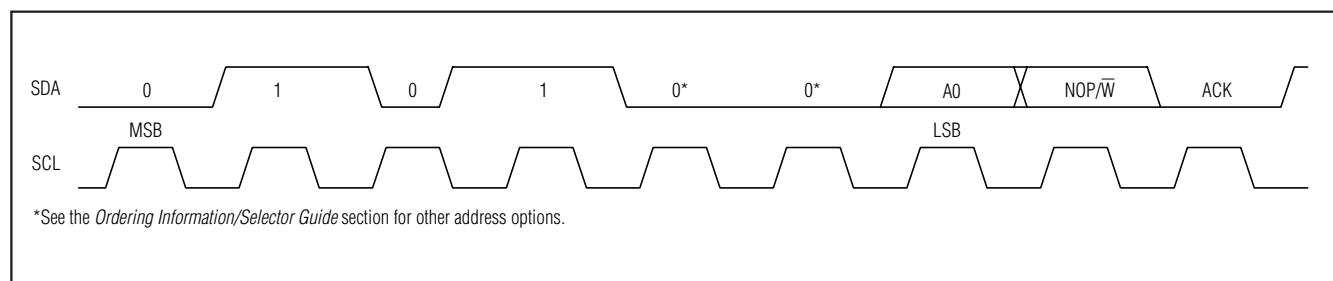 SDA 0 1 0 1 0* 0* A0 NOP/W̅ ACK
MSB LSB
SCL
*See the Ordering Information/Selector Guide section for other address options.